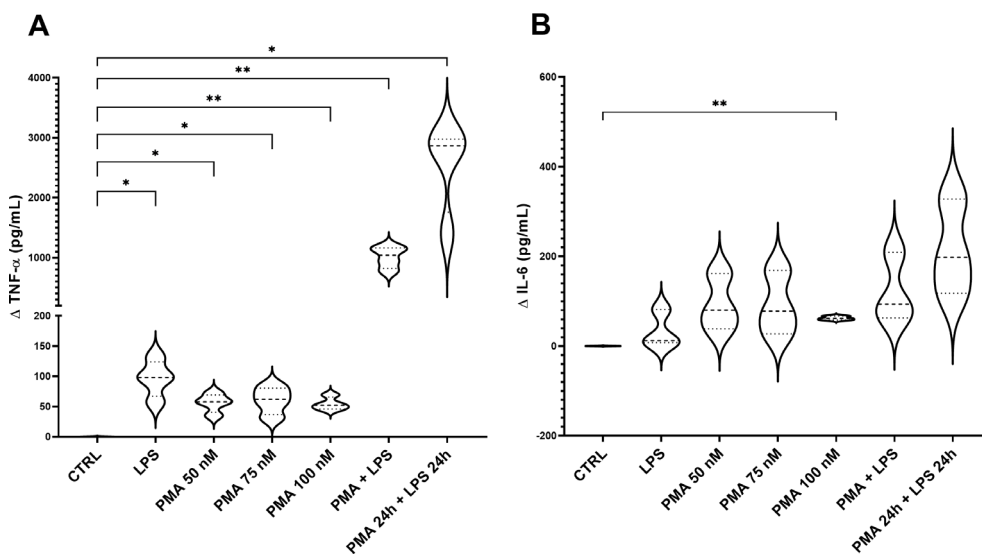 A
Δ TNF-α (pg/mL)
4000
3000
2000
1000
200
150
100
50
0
*
**
**
*
*
*
CTRL
LPS
PMA 50 nM
PMA 75 nM
PMA 100 nM
PMA + LPS
PMA 24h + LPS 24h
B
Δ IL-6 (pg/mL)
600
400
200
0
-200
**
CTRL
LPS
PMA 50 nM
PMA 75 nM
PMA 100 nM
PMA + LPS
PMA 24h + LPS 24h